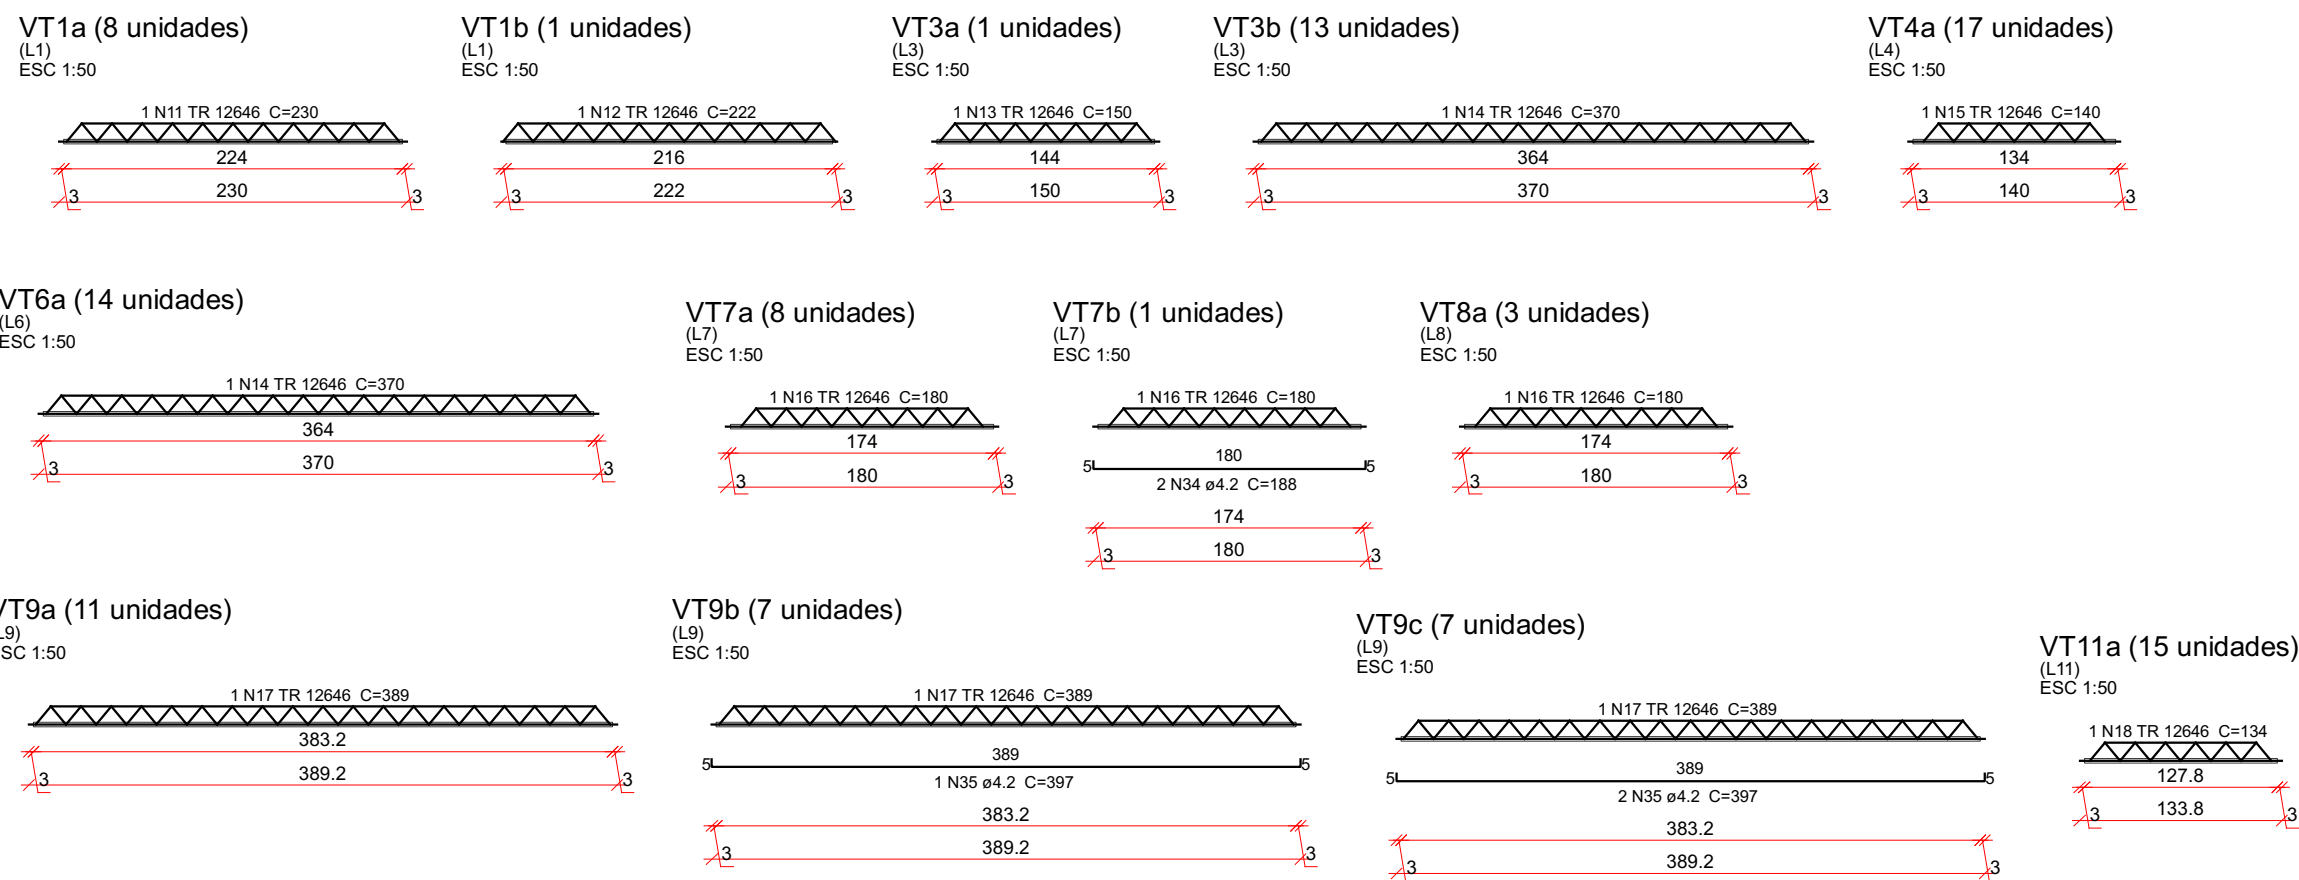 VT1a (8 unidades)
(L1)
ESC 1:50
1 N11 TR 12646 C=230
224
230
3
3
VT1b (1 unidades)
(L1)
ESC 1:50
1 N12 TR 12646 C=222
216
222
3
3
VT3a (1 unidades)
(L3)
ESC 1:50
1 N13 TR 12646 C=150
144
150
3
3
VT3b (13 unidades)
(L3)
ESC 1:50
1 N14 TR 12646 C=370
364
370
3
3
VT4a (17 unidades)
(L4)
ESC 1:50
1 N15 TR 12646 C=140
134
140
3
3
VT6a (14 unidades)
(L6)
ESC 1:50
1 N14 TR 12646 C=370
364
370
3
3
VT7a (8 unidades)
(L7)
ESC 1:50
1 N16 TR 12646 C=180
174
180
3
3
VT7b (1 unidades)
(L7)
ESC 1:50
1 N16 TR 12646 C=180
180
5
5
2 N34 ø4.2 C=188
174
180
3
3
VT8a (3 unidades)
(L8)
ESC 1:50
1 N16 TR 12646 C=180
174
180
3
3
VT9a (11 unidades)
(L9)
ESC 1:50
1 N17 TR 12646 C=389
383.2
389.2
3
3
VT9b (7 unidades)
(L9)
ESC 1:50
1 N17 TR 12646 C=389
389
5
5
1 N35 ø4.2 C=397
383.2
389.2
3
3
VT9c (7 unidades)
(L9)
ESC 1:50
1 N17 TR 12646 C=389
389
5
5
2 N35 ø4.2 C=397
383.2
389.2
3
3
VT11a (15 unidades)
(L11)
ESC 1:50
1 N18 TR 12646 C=134
127.8
133.8
3
3